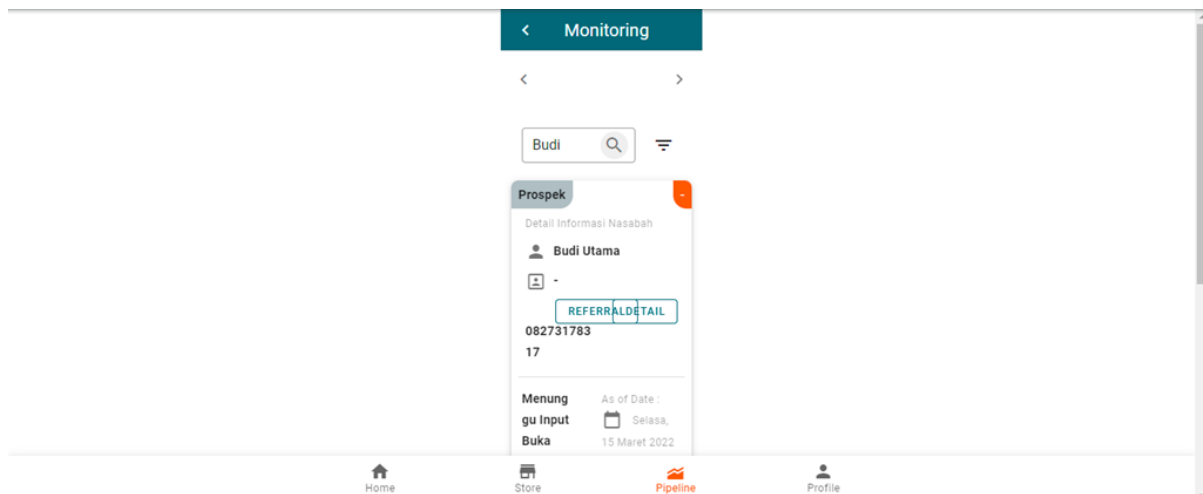 Monitoring
Budi
Prospek
-
Detail Informasi Nasabah
Budi Utama
-
REFERRAL
DETAIL
082731783
17
Menung
gu Input
Buka
As of Date :
Selasa,
15 Maret 2022
Home
Store
Pipeline
Profile